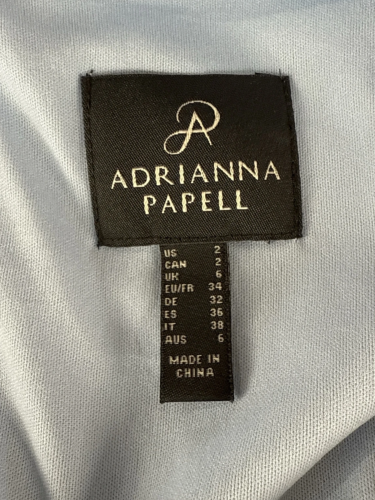 ADRIANNA
PAPELL
US 2
CAN 2
UK 6
EU/FR 34
DE 32
ES 36
IT 38
AUS 6
MADE IN
CHINA